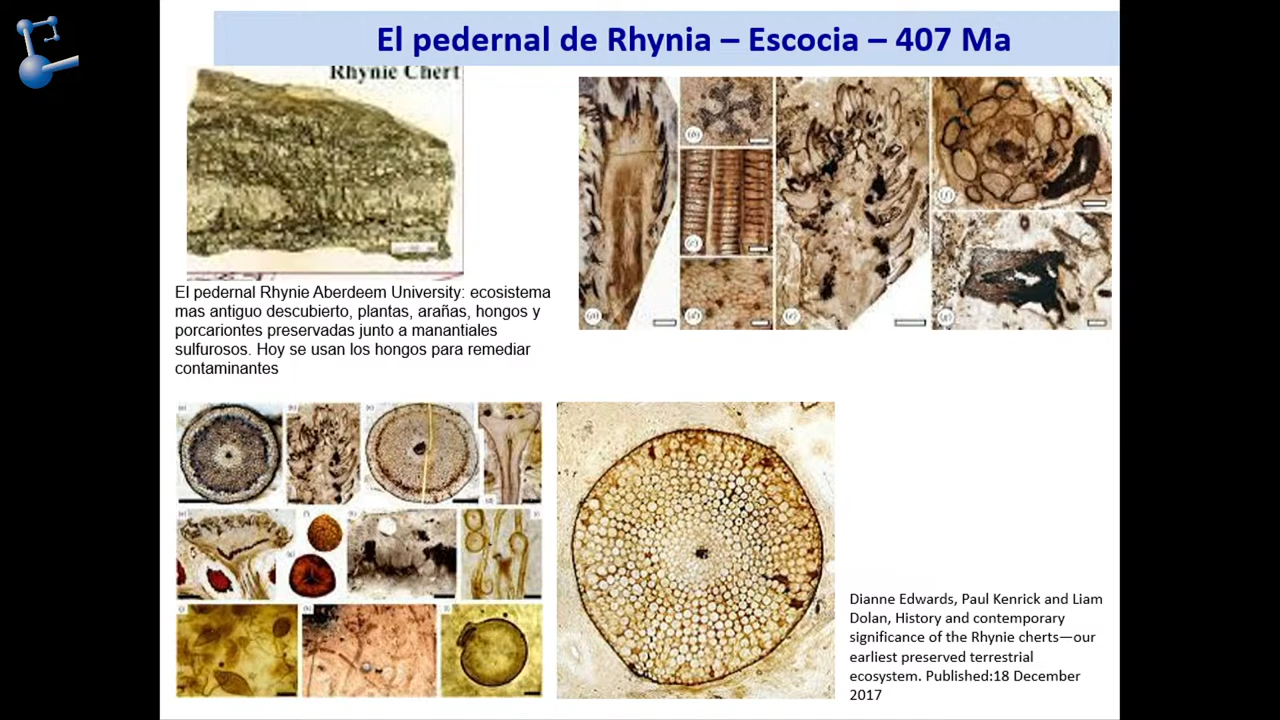 El pedernal de Rhynia – Escocia – 407 Ma
Rhynie Chert
El pedernal Rhynie Aberdeem University: ecosistema
mas antiguo descubierto, plantas, arañas, hongos y
porcariontes preservadas junto a manantiales
sulfurosos. Hoy se usan los hongos para remediar
contaminantes
(a)
(b)
(c)
(d)
(e)
(f)
(g)
Dianne Edwards, Paul Kenrick and Liam
Dolan, History and contemporary
significance of the Rhynie cherts—our
earliest preserved terrestrial
ecosystem. Published:18 December
2017